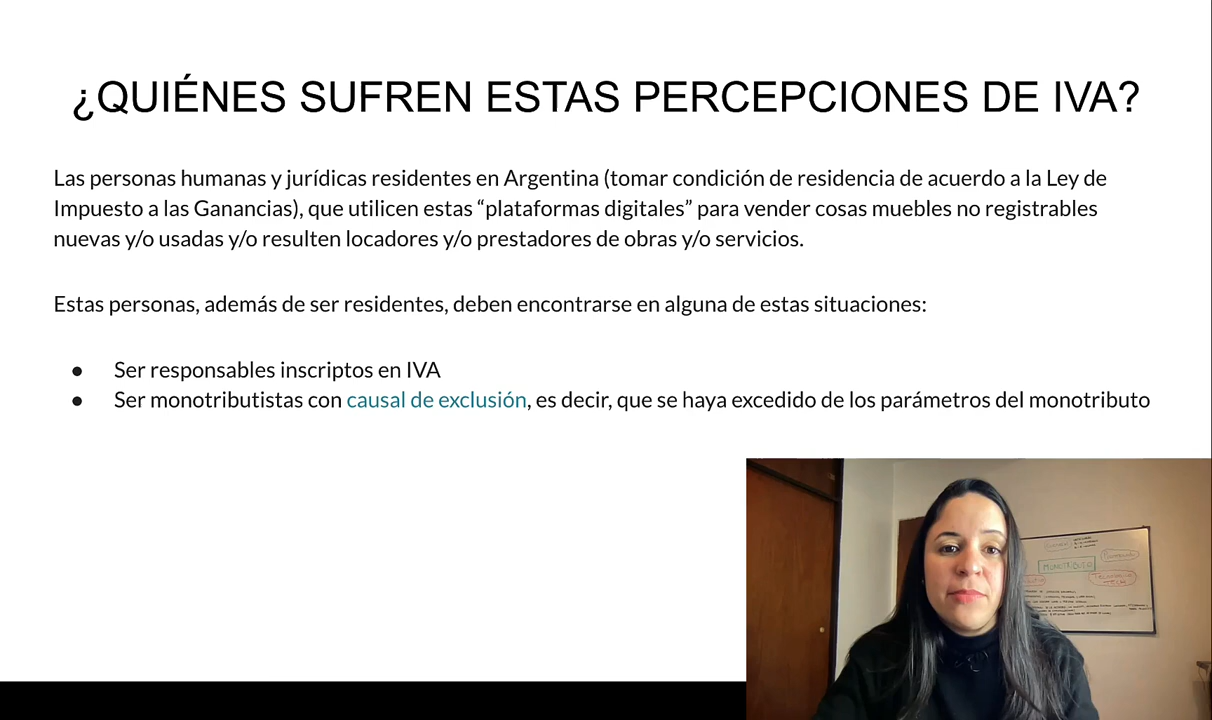 ¿QUIÉNES SUFREN ESTAS PERCEPCIONES DE IVA?
Las personas humanas y jurídicas residentes en Argentina (tomar condición de residencia de acuerdo a la Ley de
Impuesto a las Ganancias), que utilicen estas “plataformas digitales” para vender cosas muebles no registrables
nuevas y/o usadas y/o resulten locadores y/o prestadores de obras y/o servicios.
Estas personas, además de ser residentes, deben encontrarse en alguna de estas situaciones:
● Ser responsables inscriptos en IVA
● Ser monotributistas con causal de exclusión, es decir, que se haya excedido de los parámetros del monotributo
MONOTRIBUTO